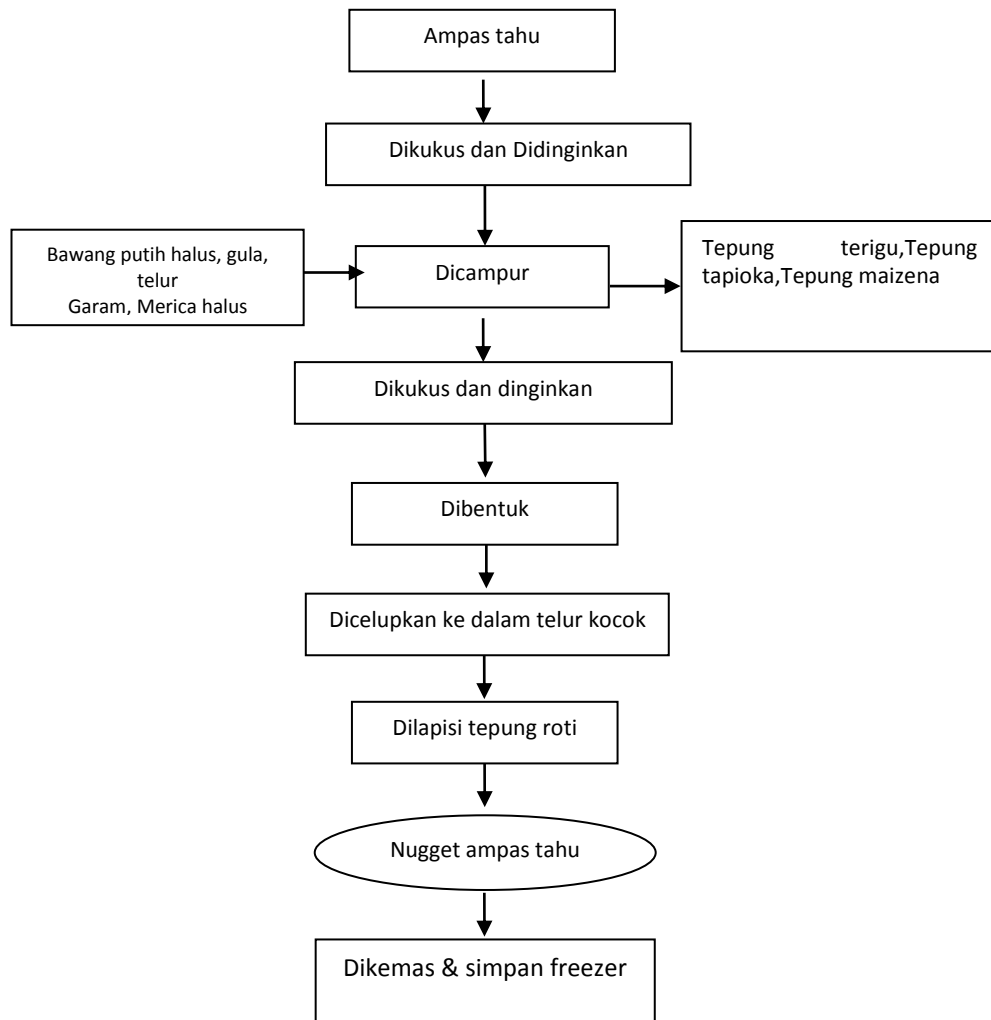 Ampas tahu
Dikukus dan Didinginkan
Bawang putih halus, gula,
telur
Garam, Merica halus
Dicampur
Tepung terigu,Tepung
tapioka,Tepung maizena
Dikukus dan dinginkan
Dibentuk
Dicelupkan ke dalam telur kocok
Dilapisi tepung roti
Nugget ampas tahu
Dikemas & simpan freezer